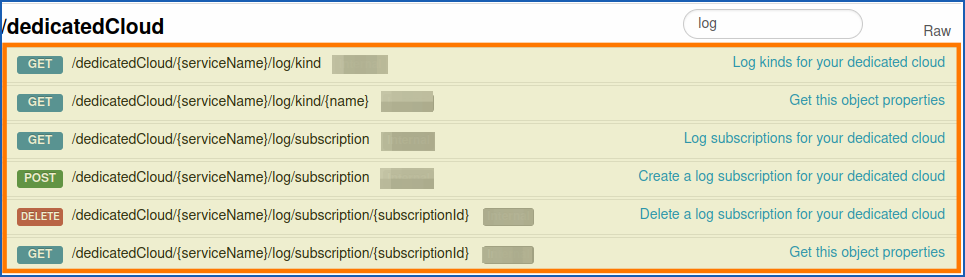 /dedicatedCloud log Raw
GET /dedicatedCloud/{serviceName}/log/kind Log kinds for your dedicated cloud
GET /dedicatedCloud/{serviceName}/log/kind/{name} Get this object properties
GET /dedicatedCloud/{serviceName}/log/subscription Log subscriptions for your dedicated cloud
POST /dedicatedCloud/{serviceName}/log/subscription Create a log subscription for your dedicated cloud
DELETE /dedicatedCloud/{serviceName}/log/subscription/{subscriptionId} Delete a log subscription for your dedicated cloud
GET /dedicatedCloud/{serviceName}/log/subscription/{subscriptionId} Get this object properties